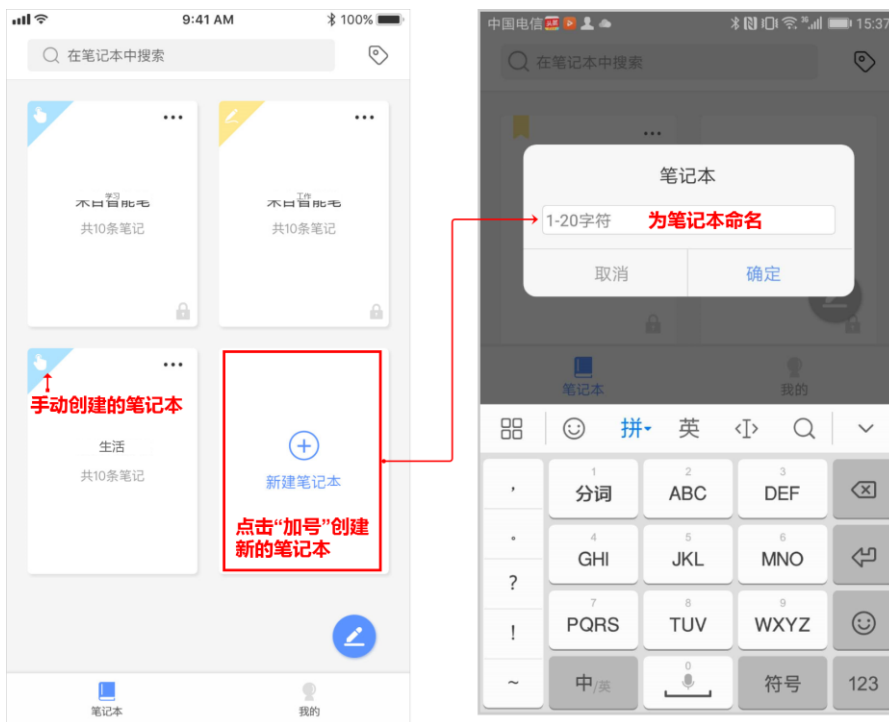 9:41 AM
100%
在笔记本中搜索
学习
共10条笔记
工作
共10条笔记
手动创建的笔记本
生活
共10条笔记
新建笔记本
点击“加号”创建
新的笔记本
笔记本
我的
中国电信
15:37
在笔记本中搜索
笔记本
1-20字符
为笔记本命名
取消
确定
笔记本
我的
拼
英
，
。
?
!
~
1
分词
2
ABC
3
DEF
4
GHI
5
JKL
6
MNO
7
PQRS
8
TUV
9
WXYZ
中/英
0
符号
123